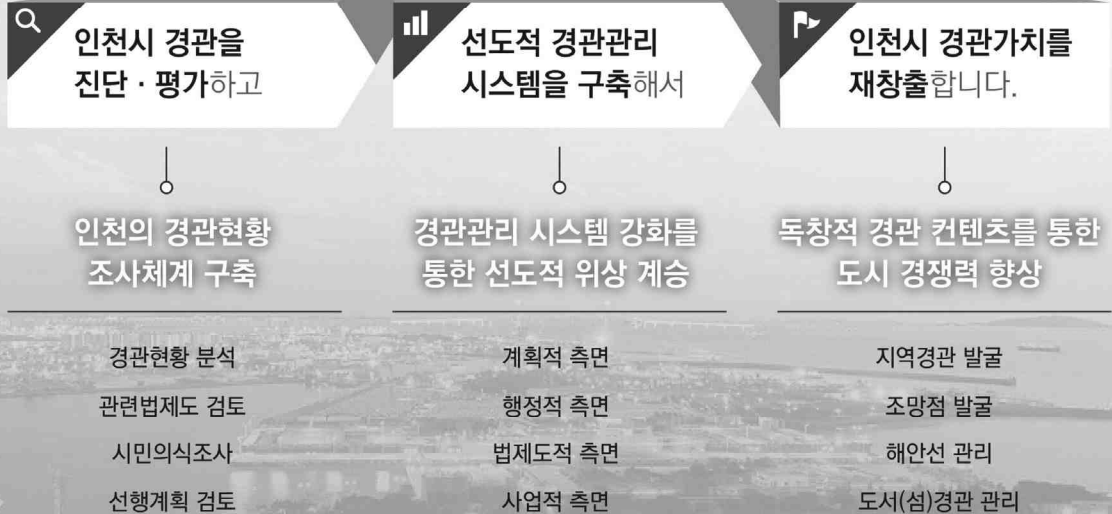 인천시 경관을
진단 · 평가하고
선도적 경관관리
시스템을 구축해서
인천시 경관가치를
재창출합니다.
인천의 경관현황
조사체계 구축
경관관리 시스템 강화를
통한 선도적 위상 계승
독창적 경관 컨텐츠를 통한
도시 경쟁력 향상
경관현황 분석
관련법제도 검토
시민의식조사
선행계획 검토
계획적 측면
행정적 측면
법제도적 측면
사업적 측면
지역경관 발굴
조망점 발굴
해안선 관리
도서(섬)경관 관리